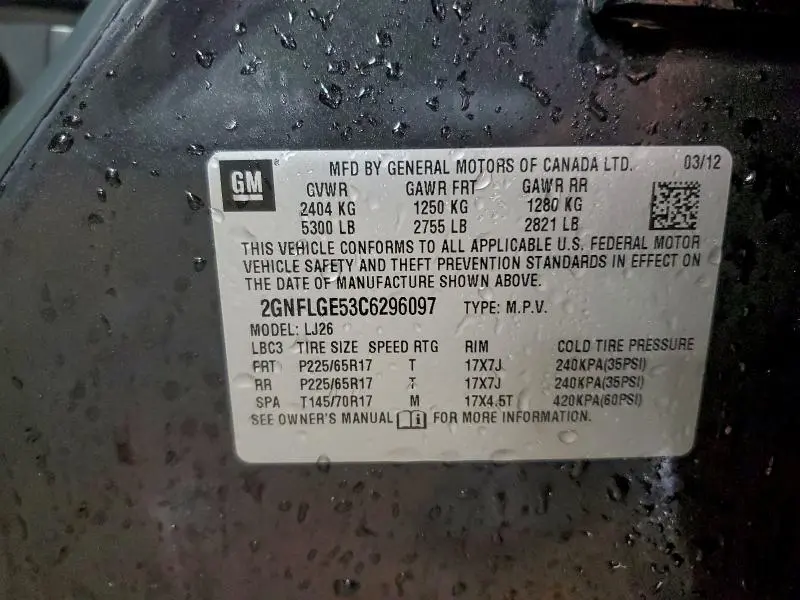 GM ® MFD BY GENERAL MOTORS OF CANADA LTD. 03/12
GVWR GAWR FRT GAWR RR
2404 KG 1250 KG 1280 KG
5300 LB 2755 LB 2821 LB
THIS VEHICLE CONFORMS TO ALL APPLICABLE U.S. FEDERAL MOTOR
VEHICLE SAFETY AND THEFT PREVENTION STANDARDS IN EFFECT ON
THE DATE OF MANUFACTURE SHOWN ABOVE.
2GNFLGE53C6296097 TYPE: M.P.V.
MODEL: LJ26
LBC3 TIRE SIZE SPEED RTG RIM COLD TIRE PRESSURE
FRT P225/65R17 T 17X7J 240KPA(35PSI)
RR P225/65R17 T 17X7J 240KPA(35PSI)
SPA T145/70R17 M 17X4.5T 420KPA(60PSI)
SEE OWNER'S MANUAL FOR MORE INFORMATION.